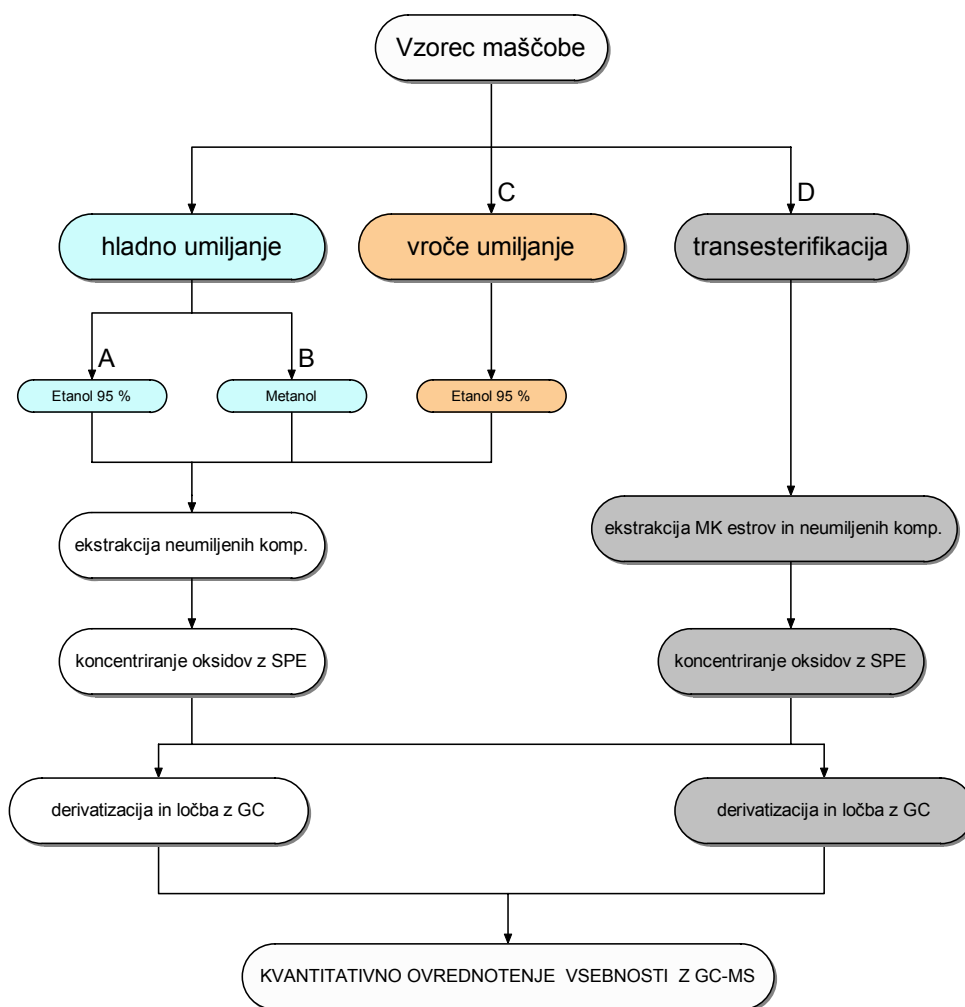 Vzorec maščobe
C
D
hladno umiljanje
vroče umiljanje
transesterifikacija
A
B
Etanol 95 %
Metanol
Etanol 95 %
ekstrakcija neumiljenih komp.
ekstrakcija MK estrov in neumiljenih komp.
koncentriranje oksidov z SPE
koncentriranje oksidov z SPE
derivatizacija in ločba z GC
derivatizacija in ločba z GC
KVANTITATIVNO OVREDNOTENJE VSEBNOSTI Z GC-MS